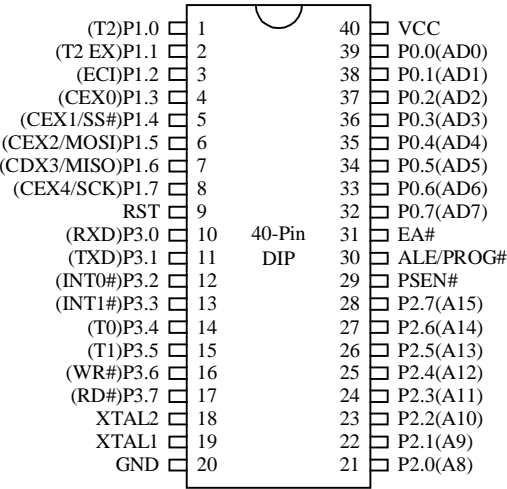 (T2)P1.0 1 40 VCC
(T2 EX)P1.1 2 39 P0.0(AD0)
(ECI)P1.2 3 38 P0.1(AD1)
(CEX0)P1.3 4 37 P0.2(AD2)
(CEX1/SS#)P1.4 5 36 P0.3(AD3)
(CEX2/MOSI)P1.5 6 35 P0.4(AD4)
(CDX3/MISO)P1.6 7 34 P0.5(AD5)
(CEX4/SCK)P1.7 8 33 P0.6(AD6)
RST 9 32 P0.7(AD7)
(RXD)P3.0 10 40-Pin 31 EA#
(TXD)P3.1 11 DIP 30 ALE/PROG#
(INT0#)P3.2 12 29 PSEN#
(INT1#)P3.3 13 28 P2.7(A15)
(T0)P3.4 14 27 P2.6(A14)
(T1)P3.5 15 26 P2.5(A13)
(WR#)P3.6 16 25 P2.4(A12)
(RD#)P3.7 17 24 P2.3(A11)
XTAL2 18 23 P2.2(A10)
XTAL1 19 22 P2.1(A9)
GND 20 21 P2.0(A8)